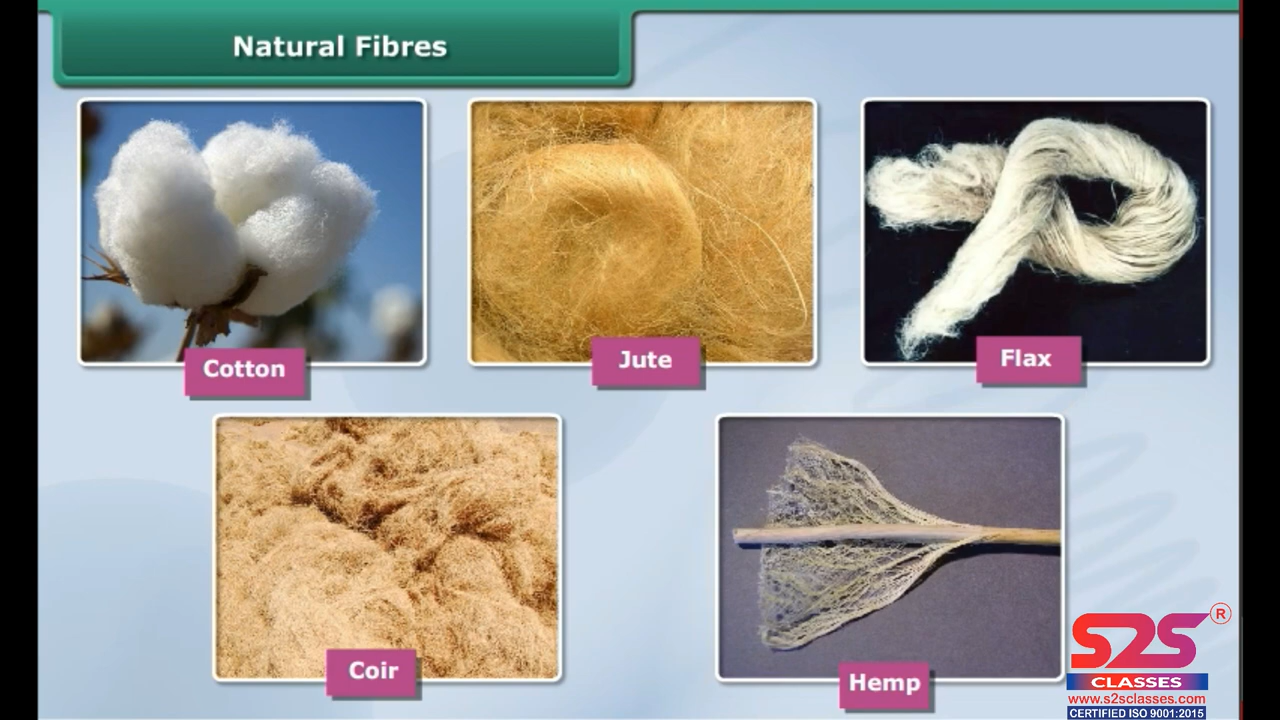 Natural Fibres
Cotton
Jute
Flax
Coir
Hemp
S2S ®
CLASSES
www.s2sclasses.com
CERTIFIED ISO 9001:2015